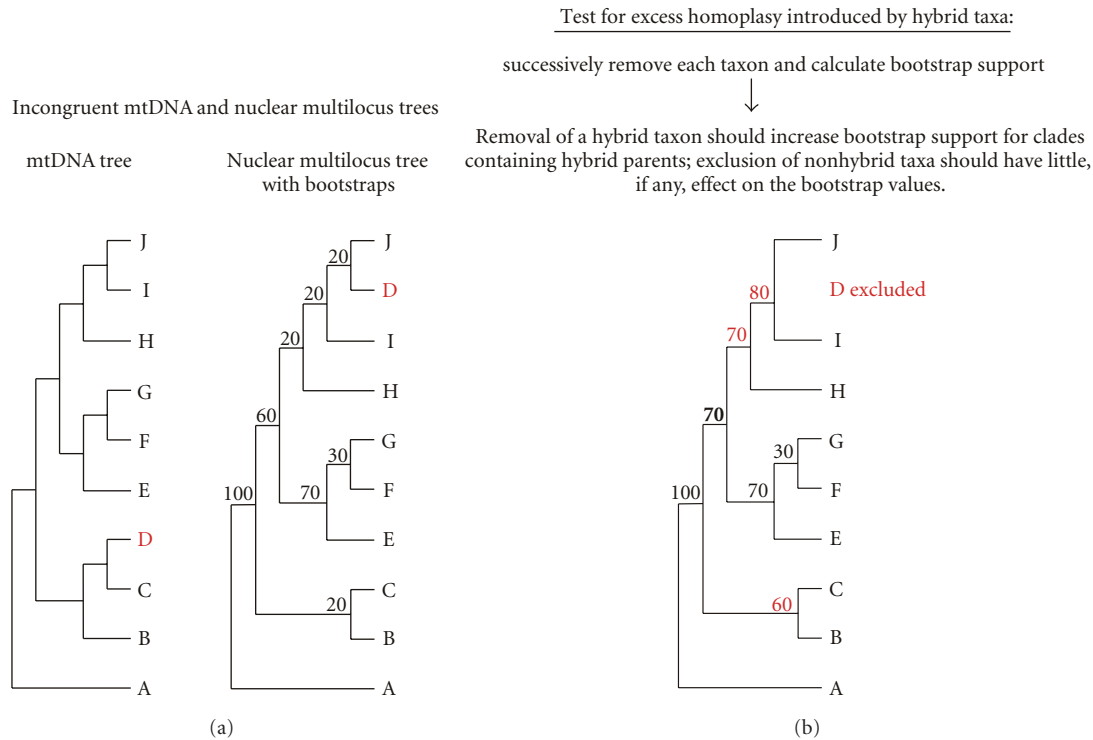 Incongruent mtDNA and nuclear multilocus trees
mtDNA tree
J
I
H
G
F
E
D
C
B
A
Nuclear multilocus tree
with bootstraps
20
J
D
20
I
20
H
60
G
30
F
100
70
E
C
20
B
A
(a)
Test for excess homoplasy introduced by hybrid taxa:
successively remove each taxon and calculate bootstrap support
Removal of a hybrid taxon should increase bootstrap support for clades
containing hybrid parents; exclusion of nonhybrid taxa should have little,
if any, effect on the bootstrap values.
J
80
D excluded
70
I
H
70
G
30
F
100
70
E
C
60
B
A
(b)